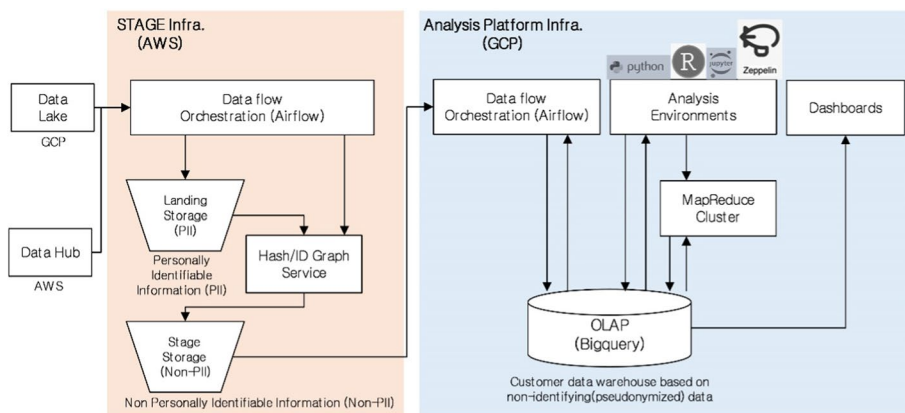 STAGE Infra.
(AWS)
Analysis Platform Infra.
(GCP)
python
R
jupyter
Zeppelin
Data
Lake
GCP
Data flow
Orchestration (Airflow)
Data flow
Orchestration (Airflow)
Analysis
Environments
Dashboards
Landing
Storage
(PII)
MapReduce
Cluster
Data Hub
AWS
Hash/ID Graph
Service
Personally
Identifiable
Information (PII)
Stage
Storage
(Non-PII)
OLAP
(Bigquery)
Non Personally Identifiable Information (Non-PII)
Customer data warehouse based on
non-identifying(pseudonymized) data